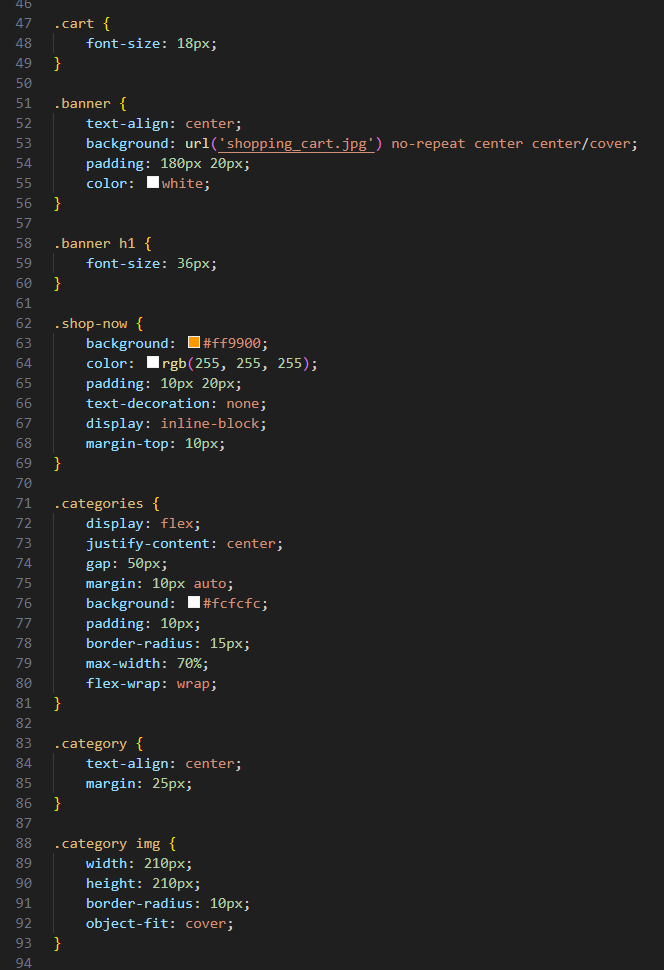 46
47 .cart {
48     font-size: 18px;
49 }
50
51 .banner {
52     text-align: center;
53     background: url('shopping_cart.jpg') no-repeat center center/cover;
54     padding: 180px 20px;
55     color: white;
56 }
57
58 .banner h1 {
59     font-size: 36px;
60 }
61
62 .shop-now {
63     background: #ff9900;
64     color: rgb(255, 255, 255);
65     padding: 10px 20px;
66     text-decoration: none;
67     display: inline-block;
68     margin-top: 10px;
69 }
70
71 .categories {
72     display: flex;
73     justify-content: center;
74     gap: 50px;
75     margin: 10px auto;
76     background: #fcfcfc;
77     padding: 10px;
78     border-radius: 15px;
79     max-width: 70%;
80     flex-wrap: wrap;
81 }
82
83 .category {
84     text-align: center;
85     margin: 25px;
86 }
87
88 .category img {
89     width: 210px;
90     height: 210px;
91     border-radius: 10px;
92     object-fit: cover;
93 }
94